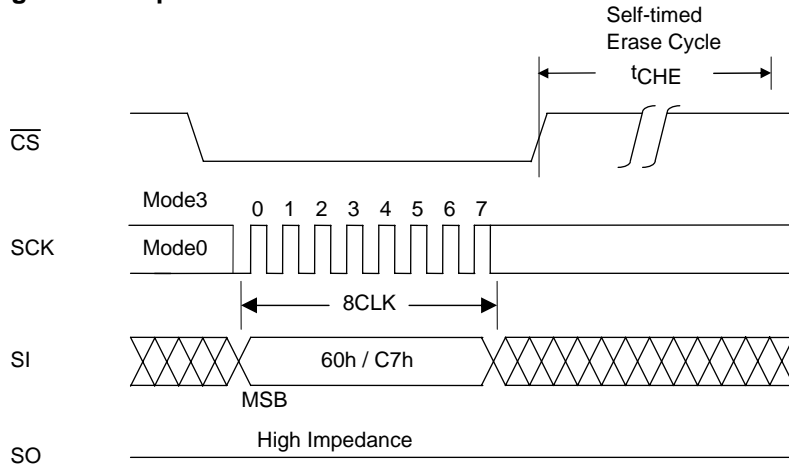 Self-timed
Erase Cycle
tCHE
CS
Mode3
0 1 2 3 4 5 6 7
SCK
Mode0
8CLK
SI
60h / C7h
MSB
High Impedance
SO